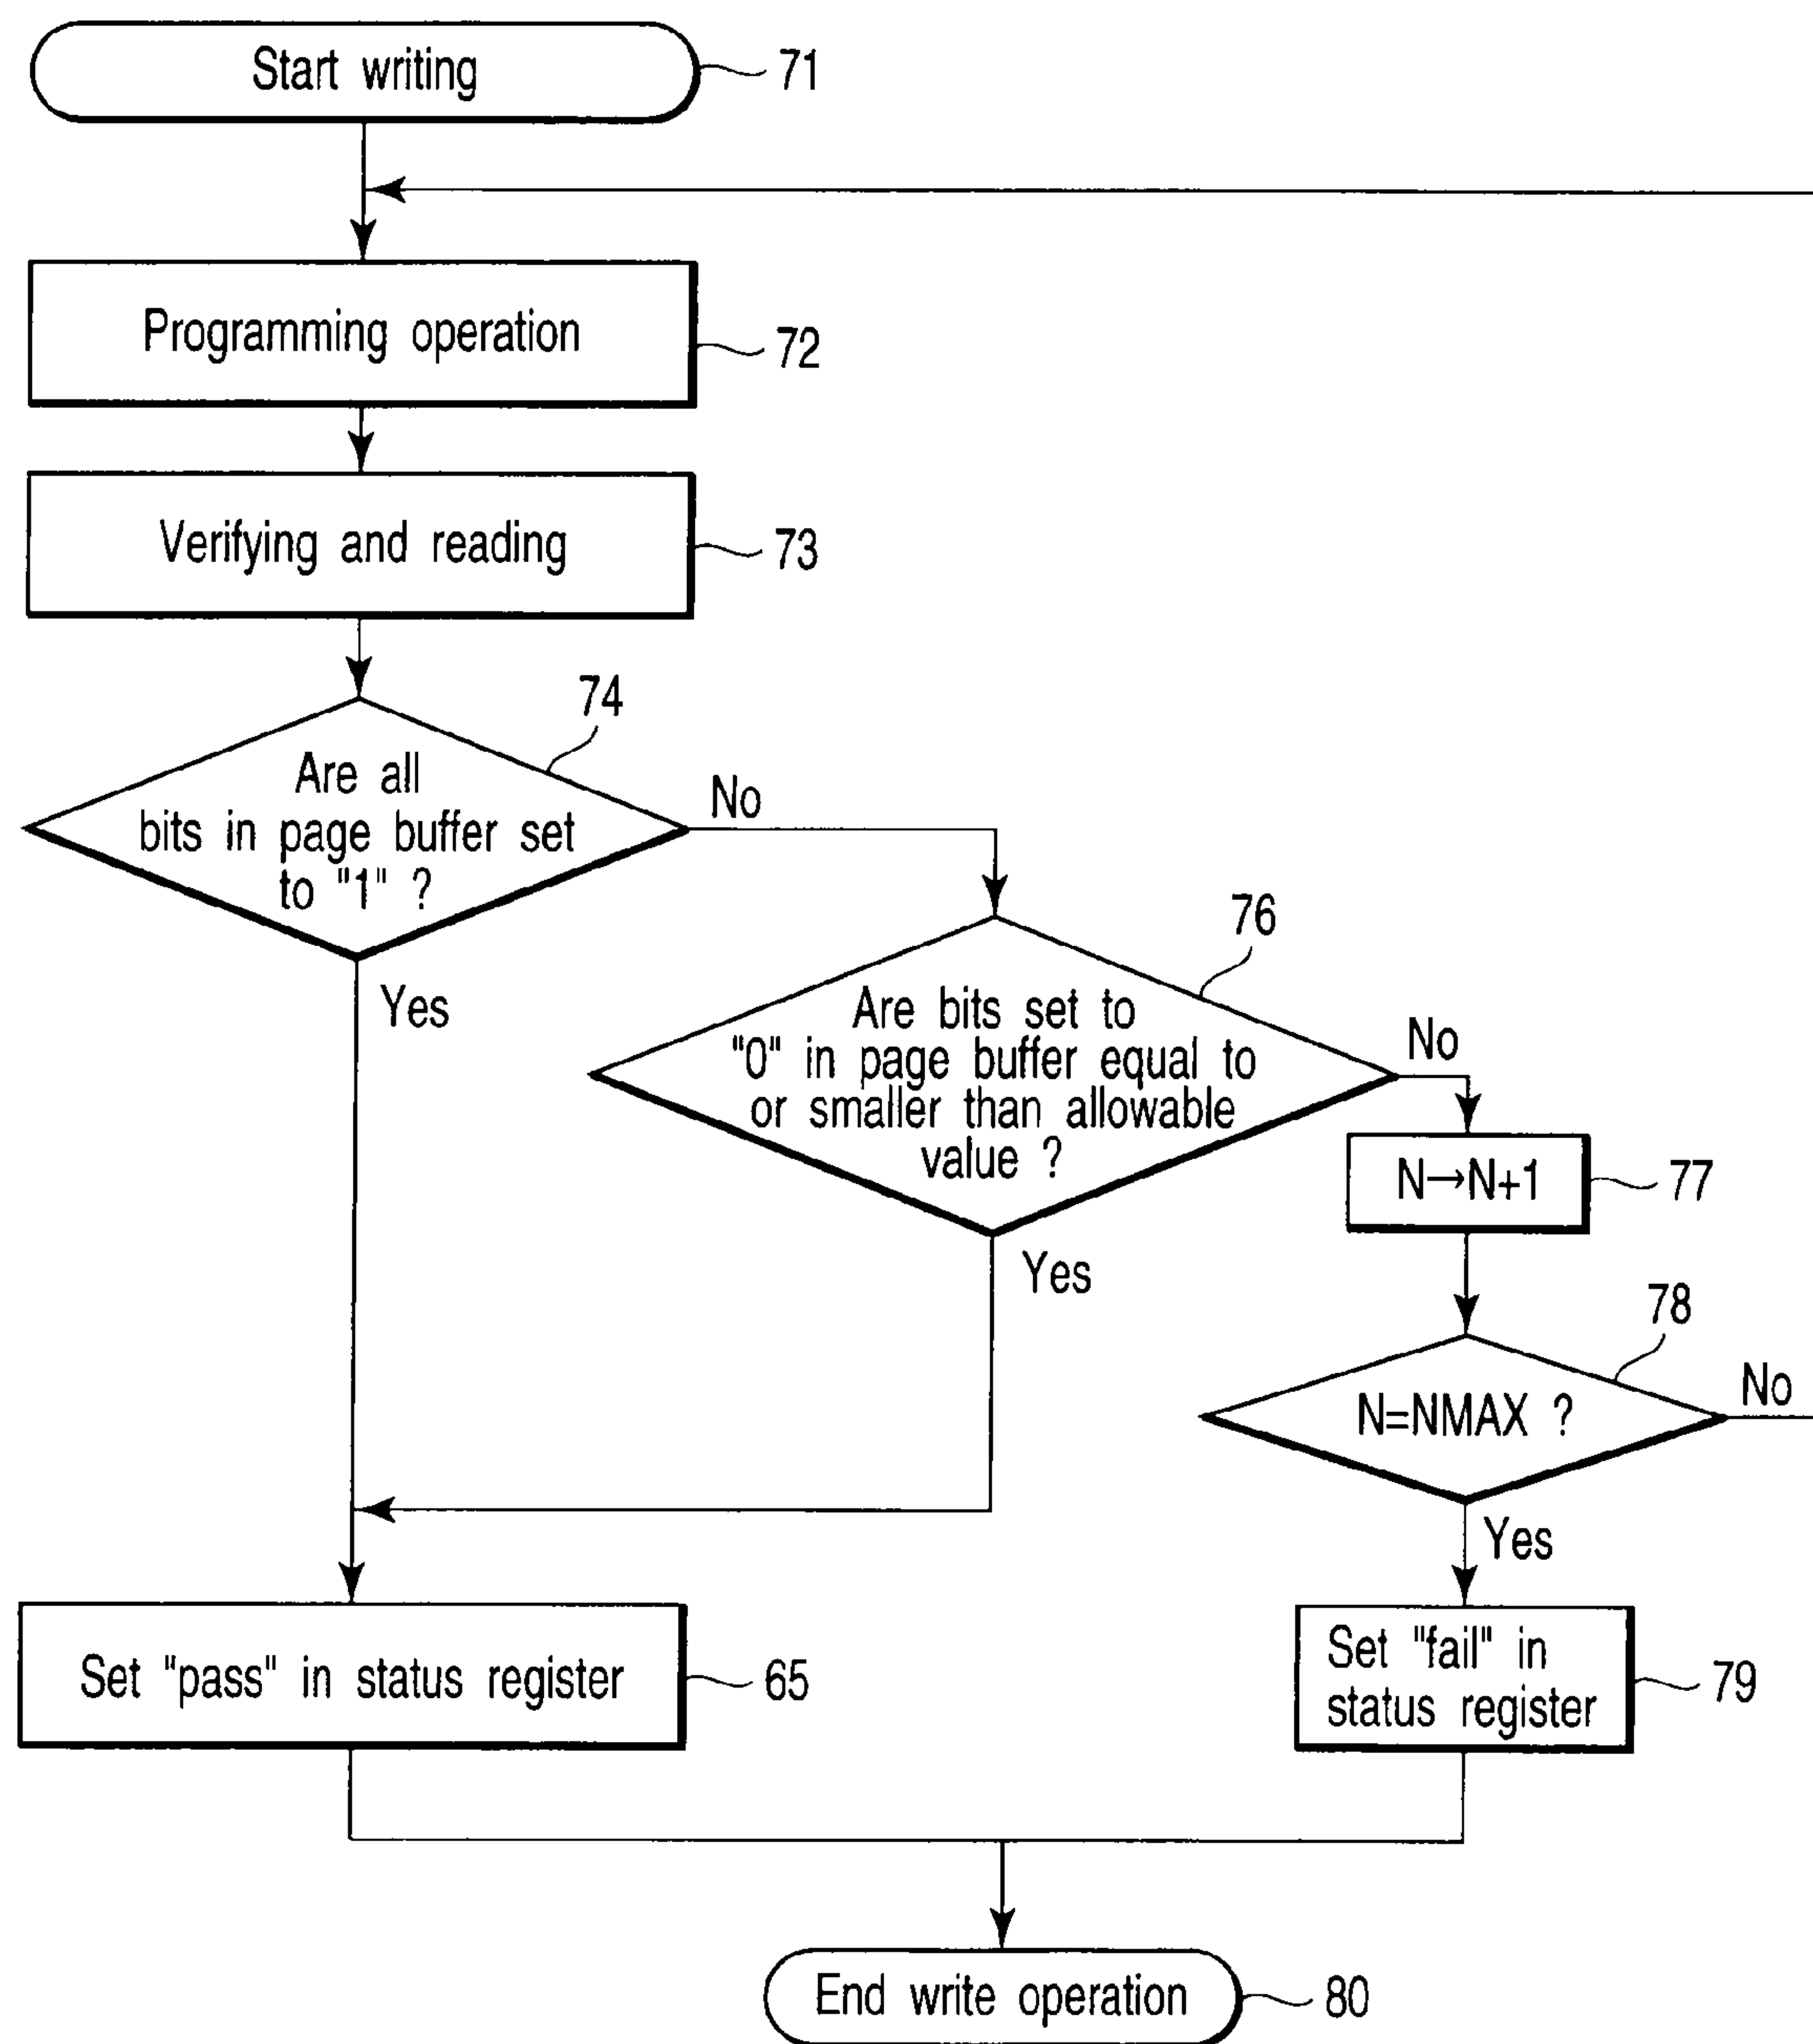 Start writing
71
Programming operation
72
Verifying and reading
73
74
Are all
bits in page buffer set
to "1" ?
No
Yes
76
Are bits set to
"0" in page buffer equal to
or smaller than allowable
value ?
No
Yes
N→N+1
77
78
N=NMAX ?
No
Yes
Set "pass" in status register
65
Set "fail" in
status register
79
End write operation
80